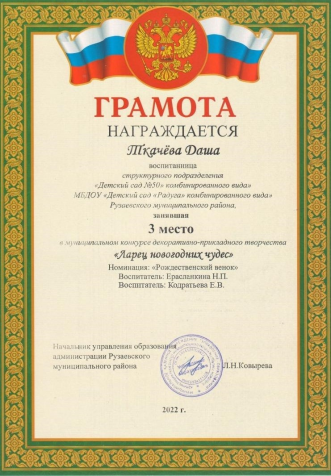 ГРАМОТА
НАГРАЖДАЕТСЯ
Ткачёва Даша
воспитанница
структурного подразделения
«Детский сад №50» комбинированного вида»
МБДОУ «Детский сад «Радуга» комбинированного вида»
Рузаевского муниципального района,
занявшая
3 место
в муниципальном конкурсе декоративно-прикладного творчества
«Ларец новогодних чудес»
Номинация: «Рождественский венок»
Воспитатель: Ерасланкина Н.П.
Воспитатель: Кодратьева Е.В.
Начальник управления образования
администрации Рузаевского
муниципального района
Л.Н.Ковырева
2022 г.